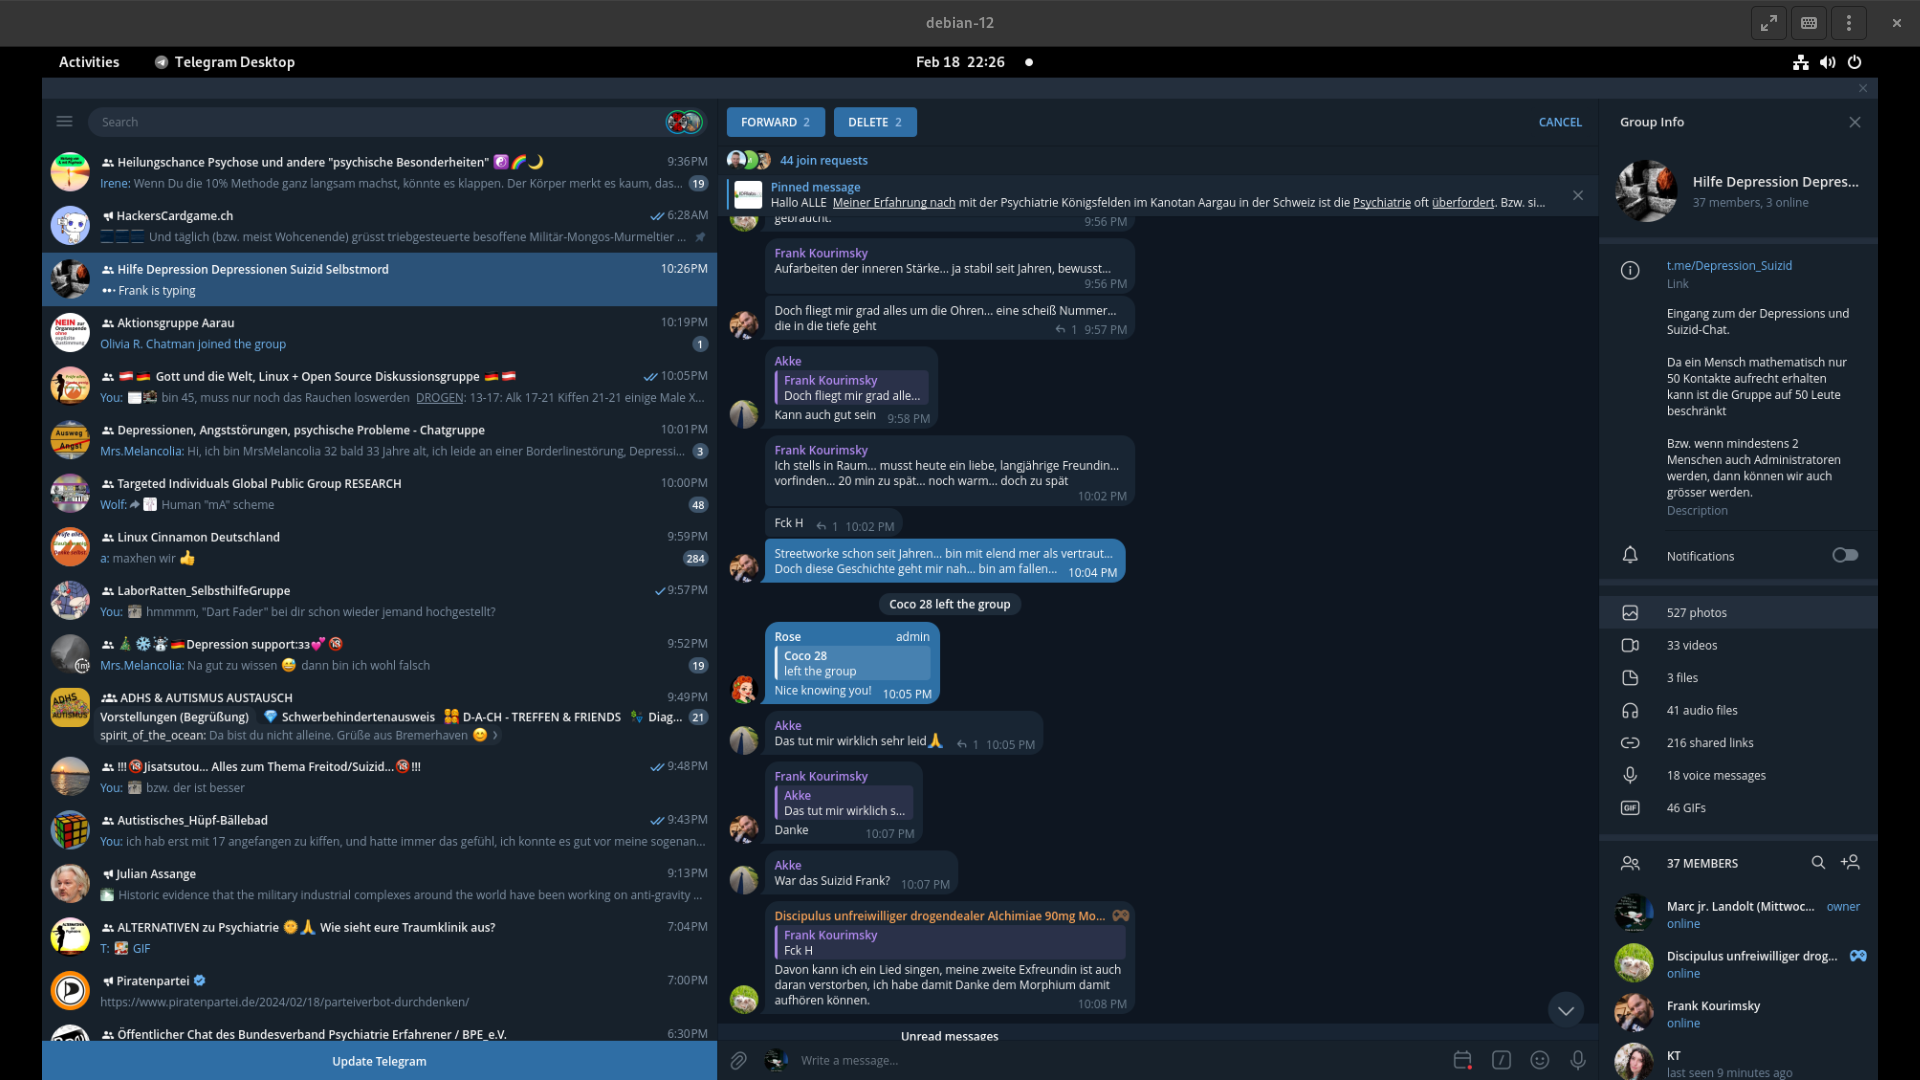 debian-12
Activities
Telegram Desktop
Feb 18 22:26
Search
Heilungschance Psychose und andere "psychische Besonderheiten"
9:36PM
Irene: Wenn Du die 10% Methode ganz langsam machst, könnte es klappen. Der Körper merkt es kaum, das...
19
HackersCardgame.ch
6:28AM
Und täglich (bzw. meist Wohcenende) grüsst triebgesteuerte besoffene Militär-Mongos-Murmeltier ...
Hilfe Depression Depressionen Suizid Selbstmord
10:26PM
Frank is typing
Aktionsgruppe Aarau
10:19PM
Olivia R. Chatman joined the group
1
Gott und die Welt, Linux + Open Source Diskussionsgruppe
10:05PM
You: bin 45, muss nur noch das Rauchen loswerden DROGEN: 13-17: Alk 17-21 Kiffen 21-21 einige Male X...
Depressionen, Angststörungen, psychische Probleme - Chatgruppe
10:01PM
Mrs.Melancolia: Hi, ich bin MrsMelancolia 32 bald 33 Jahre alt, ich leide an einer Borderlinestörung, Depressi...
3
Targeted Individuals Global Public Group RESEARCH
10:00PM
Wolf: Human "mA" scheme
48
Linux Cinnamon Deutschland
9:59PM
a: maxhen wir 👍
284
LaborRatten_SelbsthilfeGruppe
9:57PM
You: hmmmm, "Dart Fader" bei dir schon wieder jemand hochgestellt?
Depression support:33💕🔞
9:52PM
Mrs.Melancolia: Na gut zu wissen 😅 dann bin ich wohl falsch
19
ADHS & AUTISMUS AUSTAUSCH
9:49PM
Vorstellungen (Begrüßung) 💎 Schwerbehindertenausweis D-A-CH - TREFFEN & FRIENDS Diag...
21
spirit_of_the_ocean: Da bist du nicht alleine. Grüße aus Bremerhaven 😊
!!!🔞Jisatsutou... Alles zum Thema Freitod/Suizid...🔞!!!
9:48PM
You: bzw. der ist besser
Autistisches_Hüpf-Bällebad
9:43PM
You: ich hab erst mit 17 angefangen zu kiffen, und hatte immer das gefühl, ich konnte es gut vor meine sogenan...
Julian Assange
9:13PM
Historic evidence that the military industrial complexes around the world have been working on anti-gravity ...
ALTERNATIVEN zu Psychiatrie 🌞🙏 Wie sieht eure Traumklinik aus?
7:04PM
T: GIF
Piratenpartei
7:00PM
https://www.piratenpartei.de/2024/02/18/parteiverbot-durchdenken/
Öffentlicher Chat des Bundesverband Psychiatrie Erfahrener / BPE_e.V.
6:30PM
Update Telegram
FORWARD 2
DELETE 2
CANCEL
44 join requests
Pinned message
Hallo ALLE Meiner Erfahrung nach mit der Psychiatrie Königsfelden im Kanotan Aargau in der Schweiz ist die Psychiatrie oft überfordert. Bzw. si...
gebraucht.
9:56 PM
Frank Kourimsky
Aufarbeiten der inneren Stärke... ja stabil seit Jahren, bewusst...
9:56 PM
Doch fliegt mir grad alles um die Ohren... eine scheiß Nummer...
die in die tiefe geht
1 9:57 PM
Akke
Frank Kourimsky
Doch fliegt mir grad alle...
Kann auch gut sein 9:58 PM
Frank Kourimsky
Ich stells in Raum... musst heute ein liebe, langjährige Freundin...
vorfinden... 20 min zu spät... noch warm... doch zu spät
10:02 PM
Fck H 1 10:02 PM
Streetworke schon seit Jahren... bin mit elend mer als vertraut...
Doch diese Geschichte geht mir nah... bin am fallen... 10:04 PM
Coco 28 left the group
Rose admin
Coco 28
left the group
Nice knowing you! 10:05 PM
Akke
Das tut mir wirklich sehr leid🙏 1 10:05 PM
Frank Kourimsky
Akke
Das tut mir wirklich s...
Danke 10:07 PM
Akke
War das Suizid Frank? 10:07 PM
Discipulus unfreiwilliger drogendealer Alchimiae 90mg Mo...
Frank Kourimsky
Fck H
Davon kann ich ein Lied singen, meine zweite Exfreundin ist auch
daran verstorben, ich habe damit Danke dem Morphium damit
aufhören können. 10:08 PM
Unread messages
Write a message...
Group Info
Hilfe Depression Depres...
37 members, 3 online
t.me/Depression_Suizid
Link
Eingang zum der Depressions und
Suizid-Chat.
Da ein Mensch mathematisch nur
50 Kontakte aufrecht erhalten
kann ist die Gruppe auf 50 Leute
beschränkt
Bzw. wenn mindestens 2
Menschen auch Administratoren
werden, dann können wir auch
grösser werden.
Description
Notifications
527 photos
33 videos
3 files
41 audio files
216 shared links
18 voice messages
GIF
46 GIFs
37 MEMBERS
Marc jr. Landolt (Mittwoc... owner
online
Discipulus unfreiwilliger drog...
online
Frank Kourimsky
online
KT
last seen 9 minutes ago